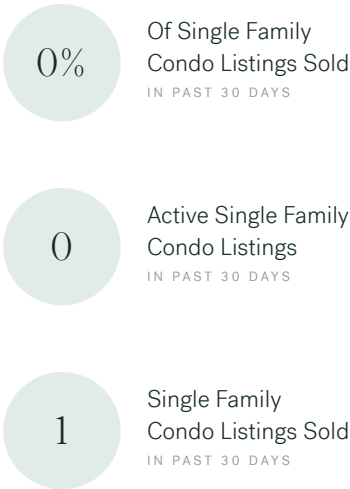 0%
Of Single Family
Condo Listings Sold
IN PAST 30 DAYS
0
Active Single Family
Condo Listings
IN PAST 30 DAYS
1
Single Family
Condo Listings Sold
IN PAST 30 DAYS